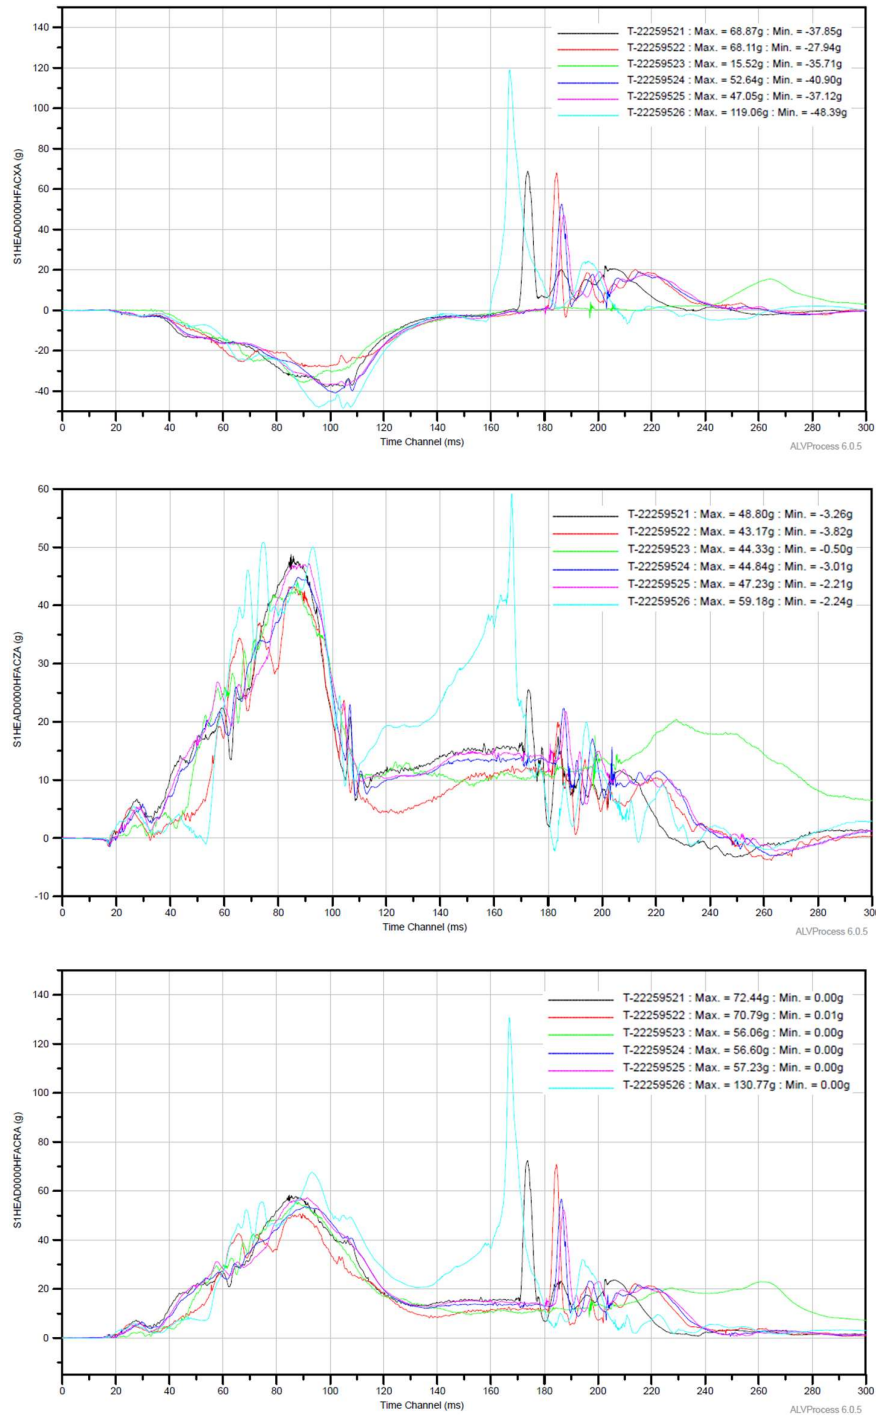 140
120
100
80
60
40
20
0
-20
-40
S1HEAD0000HFACXA (g)
T-22259521 : Max. = 68.87g : Min. = -37.85g
T-22259522 : Max. = 68.11g : Min. = -27.94g
T-22259523 : Max. = 15.52g : Min. = -35.71g
T-22259524 : Max. = 52.64g : Min. = -40.90g
T-22259525 : Max. = 47.05g : Min. = -37.12g
T-22259526 : Max. = 119.06g : Min. = -48.39g
0 20 40 60 80 100 120 140 160 180 200 220 240 260 280 300
Time Channel (ms)
ALVProcess 6.0.5
60
50
40
30
20
10
0
-10
S1HEAD0000HFACZA (g)
T-22259521 : Max. = 48.80g : Min. = -3.26g
T-22259522 : Max. = 43.17g : Min. = -3.82g
T-22259523 : Max. = 44.33g : Min. = -0.50g
T-22259524 : Max. = 44.84g : Min. = -3.01g
T-22259525 : Max. = 47.23g : Min. = -2.21g
T-22259526 : Max. = 59.18g : Min. = -2.24g
0 20 40 60 80 100 120 140 160 180 200 220 240 260 280 300
Time Channel (ms)
ALVProcess 6.0.5
140
120
100
80
60
40
20
0
S1HEAD0000HFACRA (g)
T-22259521 : Max. = 72.44g : Min. = 0.00g
T-22259522 : Max. = 70.79g : Min. = 0.01g
T-22259523 : Max. = 56.06g : Min. = 0.00g
T-22259524 : Max. = 56.60g : Min. = 0.00g
T-22259525 : Max. = 57.23g : Min. = 0.00g
T-22259526 : Max. = 130.77g : Min. = 0.00g
0 20 40 60 80 100 120 140 160 180 200 220 240 260 280 300
Time Channel (ms)
ALVProcess 6.0.5